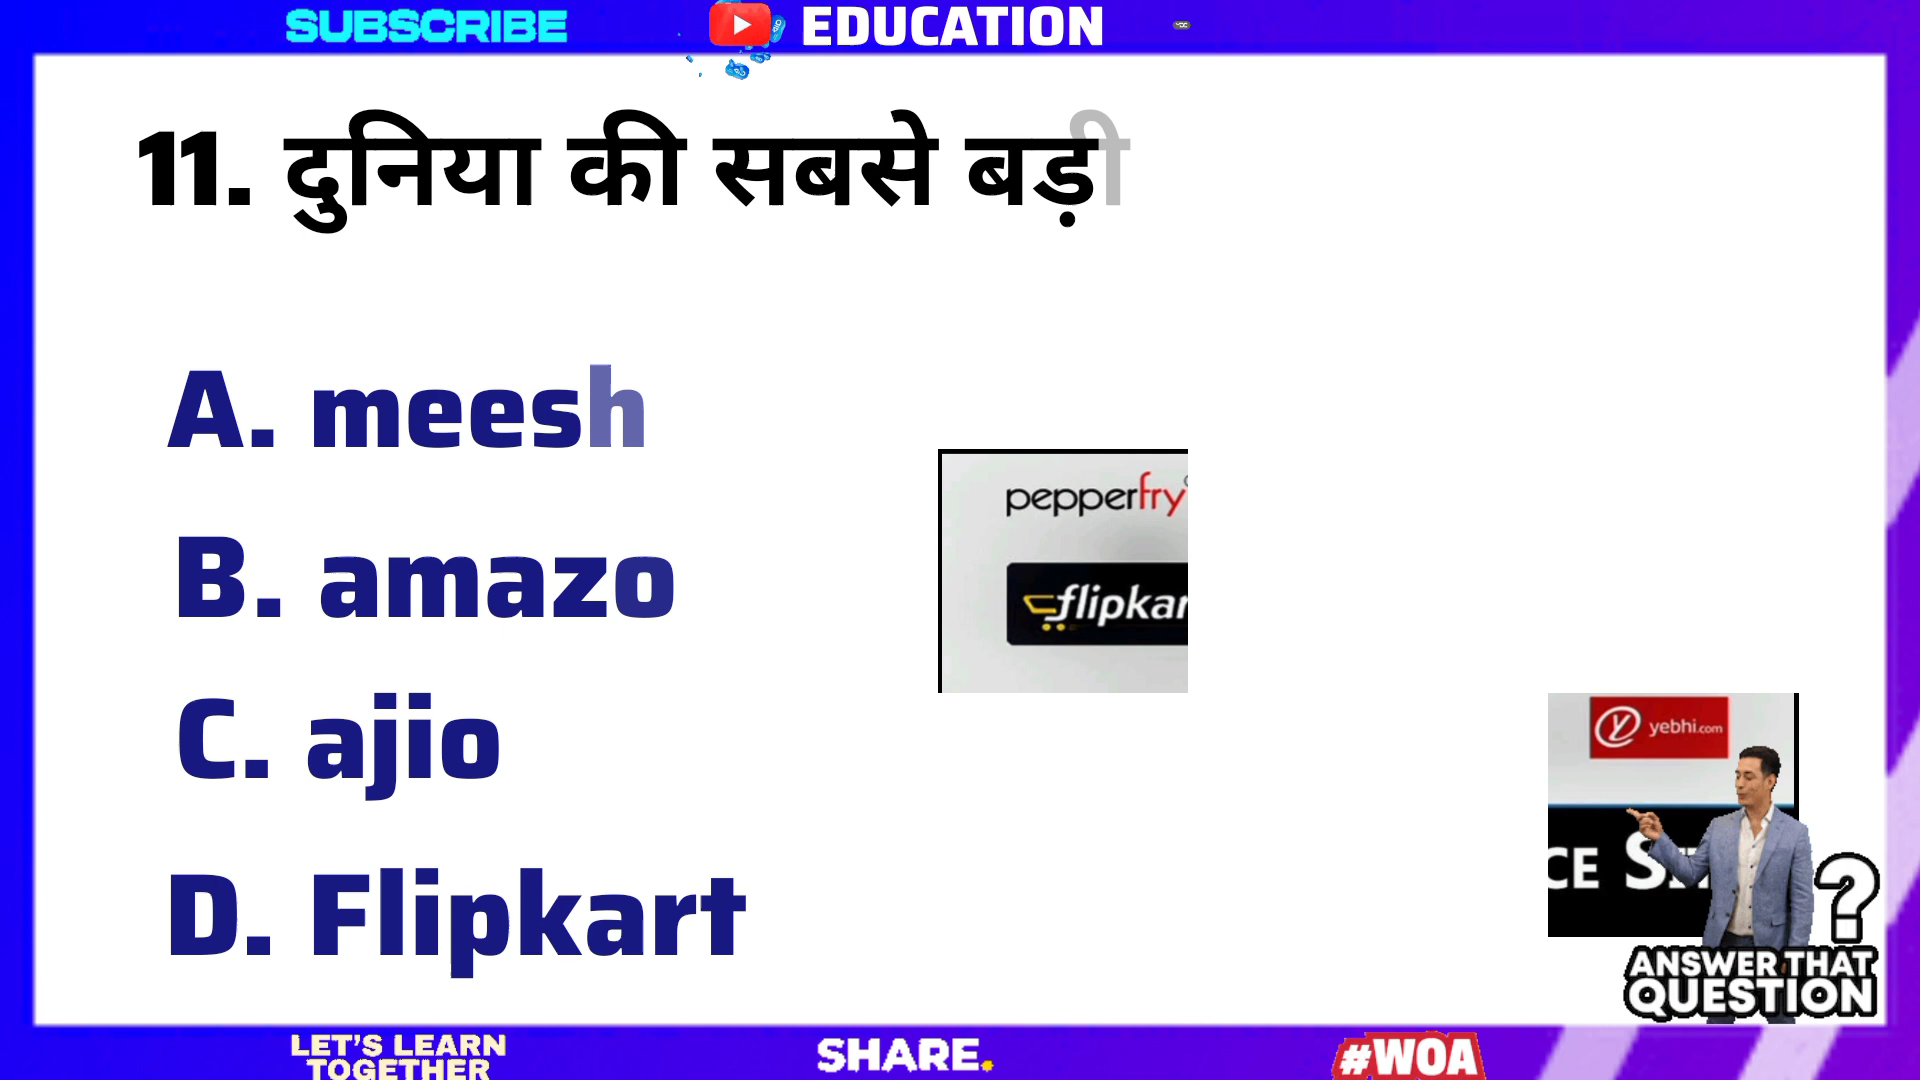 SUBSCRIBE
EDUCATION
11. दुनिया की सबसे बड़ी
A. meesh
B. amazo
C. ajio
D. Flipkart
pepperfry
flipkar
yebhi.com
CE
?
ANSWER THAT
QUESTION
LET'S LEARN
TOGETHER
SHARE.
#WOA